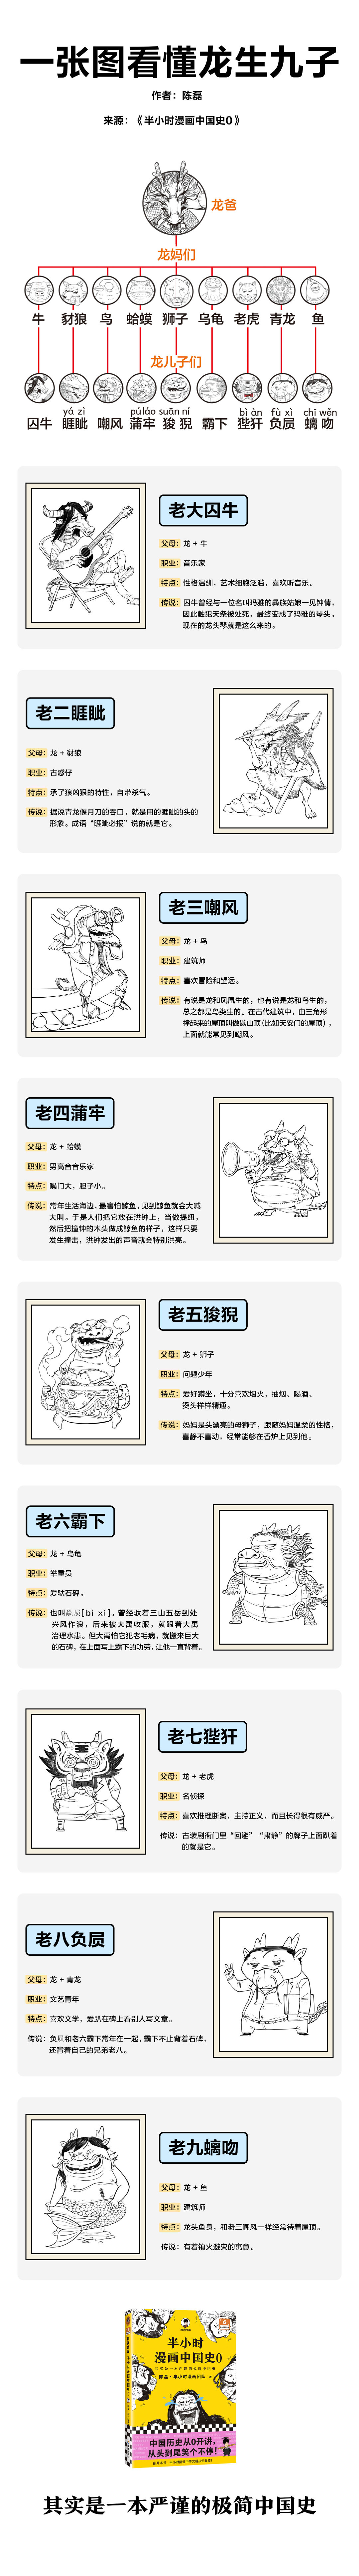 一张图看懂龙生九子
作者：陈磊
来源：《半小时漫画中国史0》
龙爸
龙妈们
牛 豺狼 鸟 蛤蟆 狮子 乌龟 老虎 青龙 鱼
龙儿子们
yá zì púláo suān ní bì àn fù xì chī wěn
囚牛 睚眦 嘲风 蒲牢 狻猊 霸下 狴犴 负屃 螭吻
老大囚牛
父母：龙 + 牛
职业：音乐家
特点：性格温驯，艺术细胞泛滥，喜欢听音乐。
传说：囚牛曾经与一位名叫玛雅的彝族姑娘一见钟情，
因此触犯天条被处死，最终变成了玛雅的琴头。
现在的龙头琴就是这么来的。
老二睚眦
父母：龙 + 豺狼
职业：古惑仔
特点：承了狼凶狠的特性，自带杀气。
传说：据说青龙偃月刀的吞口，就是用的睚眦的头的
形象。成语“睚眦必报”说的就是它。
老三嘲风
父母：龙 + 鸟
职业：建筑师
特点：喜欢冒险和望远。
传说：有说是龙和凤凰生的，也有说是龙和鸟生的，
总之都是鸟类生的。在古代建筑中，由三角形
撑起来的屋顶叫做歇山顶（比如天安门的屋顶），
上面就能常见到嘲风。
老四蒲牢
父母：龙 + 蛤蟆
职业：男高音音乐家
特点：嗓门大，胆子小。
传说：常年生活海边，最害怕鲸鱼，见到鲸鱼就会大喊
大叫。于是人们把它放在洪钟上，当做提纽，
然后把撞钟的木头做成鲸鱼的样子，这样只要
发生撞击，洪钟发出的声音就会特别洪亮。
老五狻猊
父母：龙 + 狮子
职业：问题少年
特点：爱好蹲坐，十分喜欢烟火，抽烟、喝酒、
烫头样样精通。
传说：妈妈是头漂亮的母狮子，跟随妈妈温柔的性格，
喜静不喜动，经常能够在香炉上见到他。
老六霸下
父母：龙 + 乌龟
职业：举重员
特点：爱驮石碑。
传说：也叫赑屃[bì xì]。曾经驮着三山五岳到处
兴风作浪，后来被大禹收服，就跟着大禹
治理水患。但大禹怕它犯老毛病，就搬来巨大
的石碑，在上面写上霸下的功劳，让他一直背着。
老七狴犴
父母：龙 + 老虎
职业：名侦探
特点：喜欢推理断案，主持正义，而且长得很有威严。
传说：古装剧衙门里“回避”“肃静”的牌子上面趴着
的就是它。
老八负屃
父母：龙 + 青龙
职业：文艺青年
特点：喜欢文学，爱趴在碑上看别人写文章。
传说：负屃和老六霸下常年在一起，霸下不止背着石碑，
还背着自己的兄弟老八。
老九螭吻
父母：龙 + 鱼
职业：建筑师
特点：龙头鱼身，和老三嘲风一样经常待着屋顶。
传说：有着镇火避灾的寓意。
半小时
漫画中国史0
陈磊·半小时漫画团队 著
中国历史从0开讲，
从头到尾笑个不停！
其实是一本严谨的极简中国史